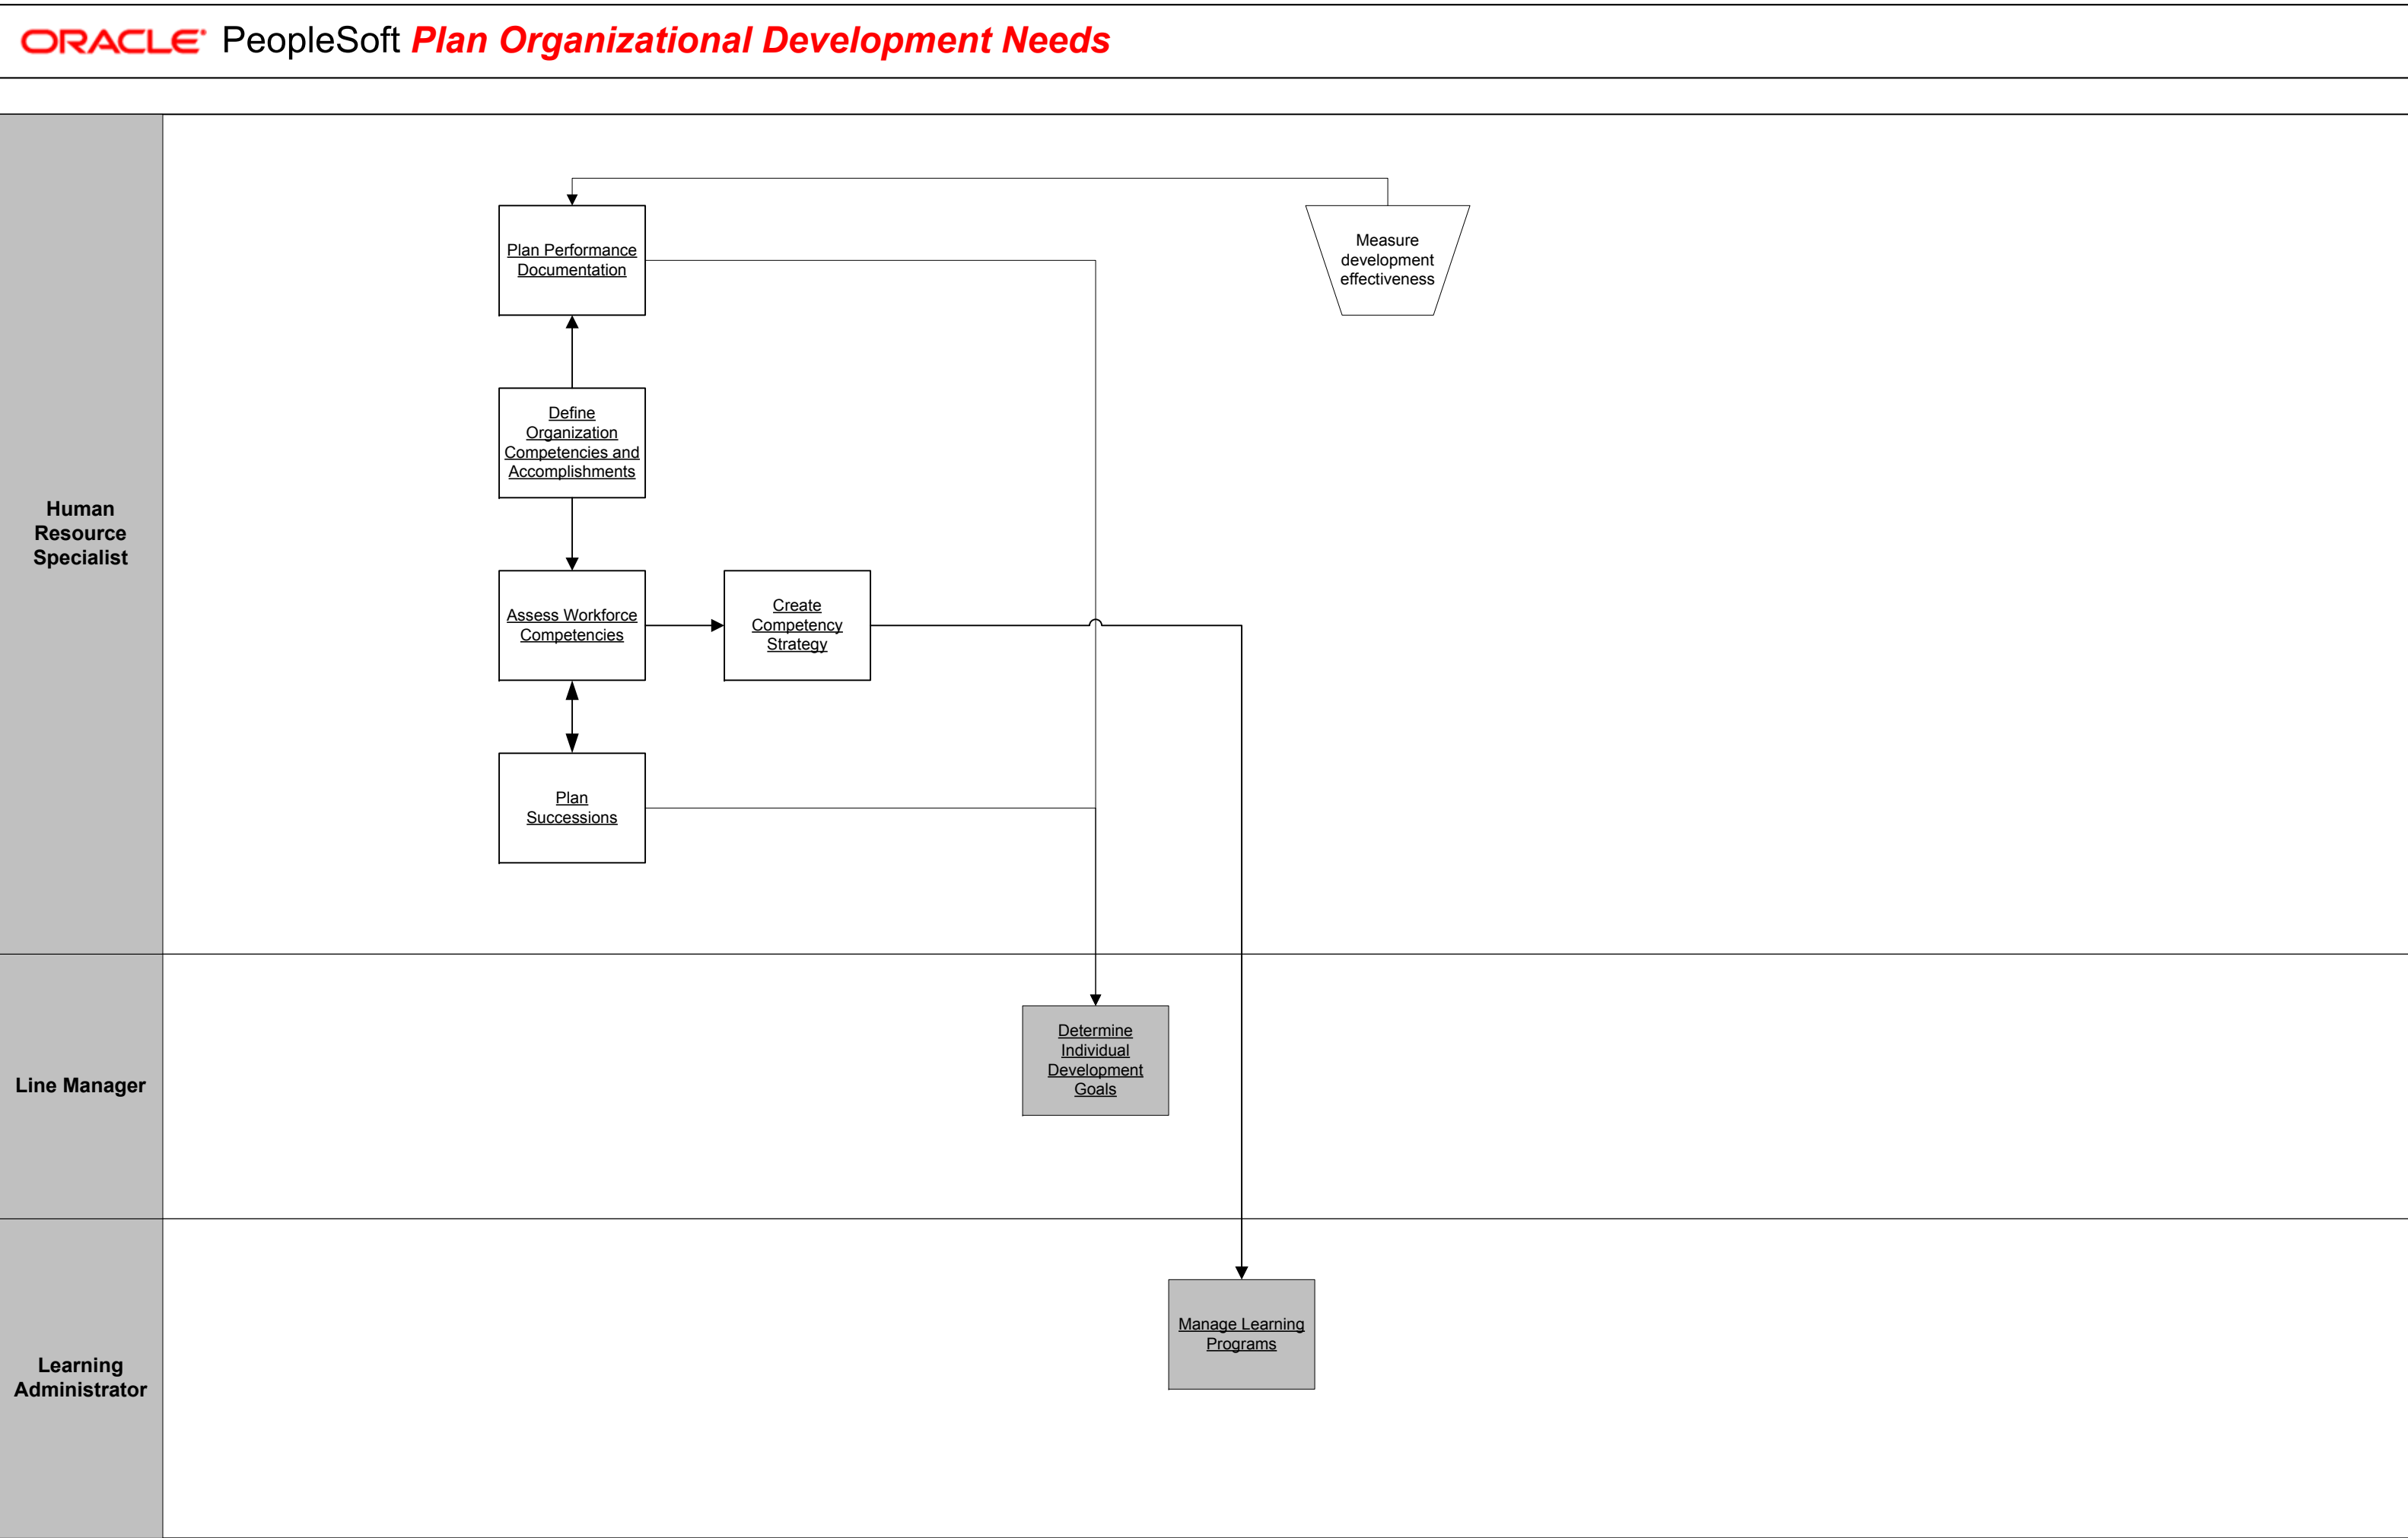 ORACLE® PeopleSoft Plan Organizational Development Needs
Human
Resource
Specialist
Plan Performance
Documentation
Measure
development
effectiveness
Define
Organization
Competencies and
Accomplishments
Assess Workforce
Competencies
Create
Competency
Strategy
Plan
Successions
Line Manager
Determine
Individual
Development
Goals
Learning
Administrator
Manage Learning
Programs